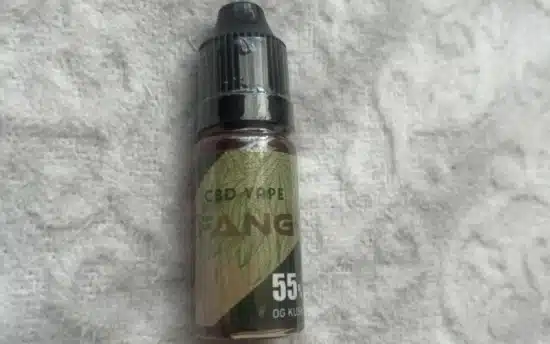 CBD VAPE
FANG
55%
OG KUSH